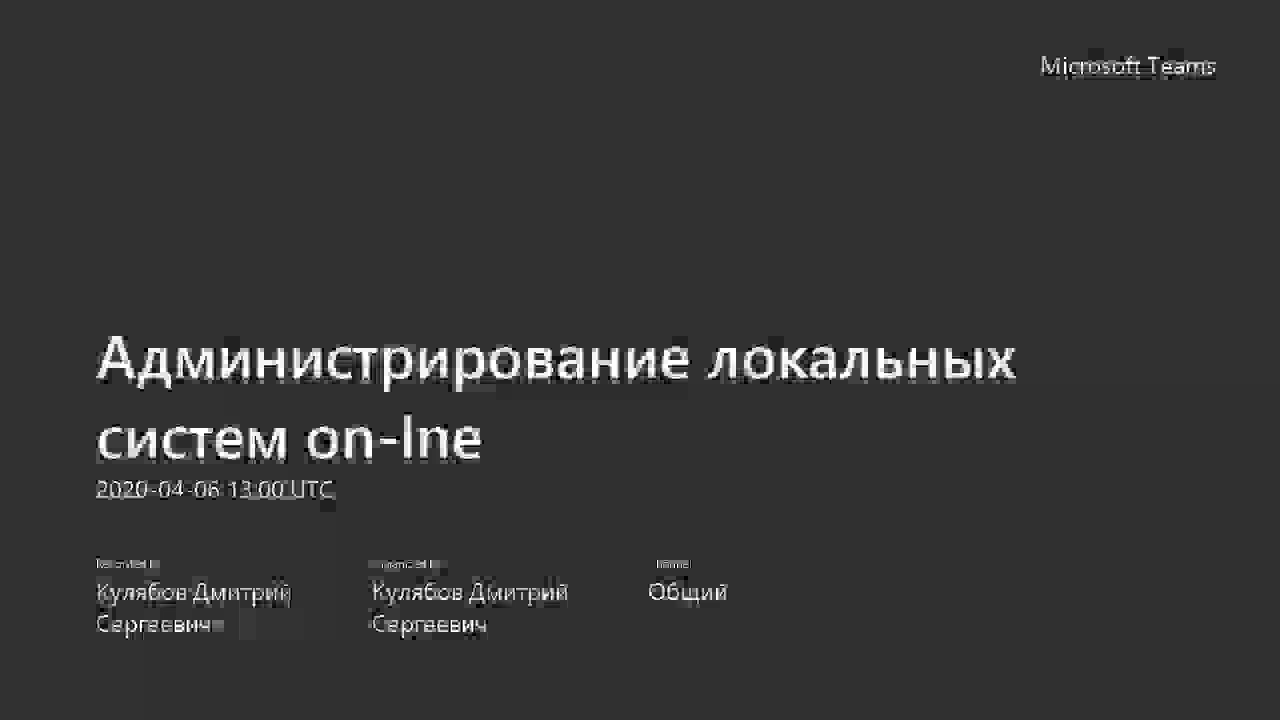 Microsoft Teams
Администрирование локальных
систем on-lne
2020-04-06 13:00 UTC
Кулябов Дмитрий
Сергеевич
Кулябов Дмитрий
Сергеевич
Общий